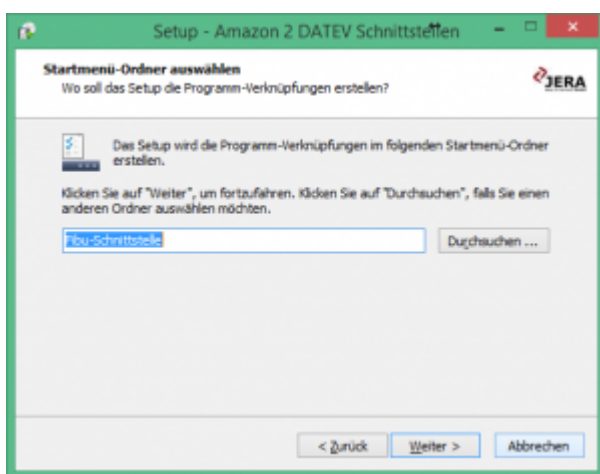 Setup - Amazon 2 DATEV Schnittstellen
Startmenü-Ordner auswählen
Wo soll das Setup die Programm-Verknüpfungen erstellen?
JERA
Das Setup wird die Programm-Verknüpfungen im folgenden Startmenü-Ordner
erstellen.
Klicken Sie auf "Weiter", um fortzufahren. Klicken Sie auf "Durchsuchen", falls Sie einen
anderen Ordner auswählen möchten.
Fibu-Schnittstelle
Durchsuchen ...
< Zurück
Weiter >
Abbrechen